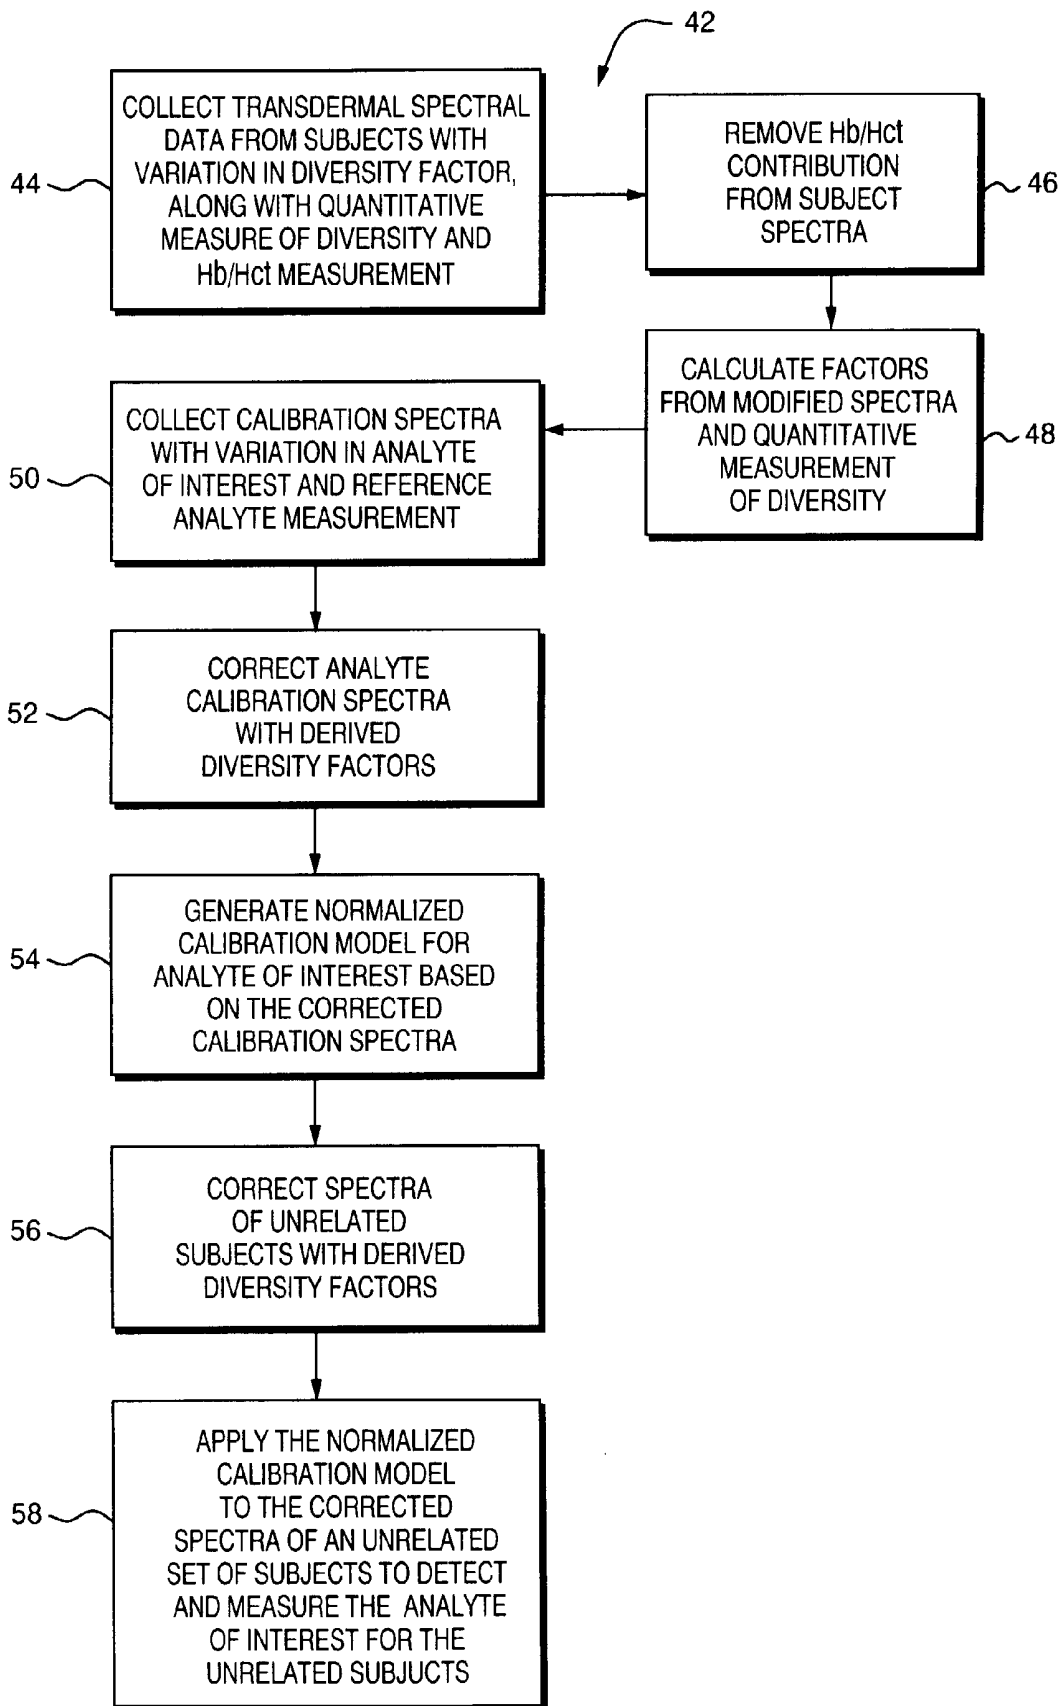 42
44
COLLECT TRANSDERMAL SPECTRAL
DATA FROM SUBJECTS WITH
VARIATION IN DIVERSITY FACTOR,
ALONG WITH QUANTITATIVE
MEASURE OF DIVERSITY AND
Hb/Hct MEASUREMENT
REMOVE Hb/Hct
CONTRIBUTION
FROM SUBJECT
SPECTRA
46
CALCULATE FACTORS
FROM MODIFIED SPECTRA
AND QUANTITATIVE
MEASUREMENT
OF DIVERSITY
48
50
COLLECT CALIBRATION SPECTRA
WITH VARIATION IN ANALYTE
OF INTEREST AND REFERENCE
ANALYTE MEASUREMENT
52
CORRECT ANALYTE
CALIBRATION SPECTRA
WITH DERIVED
DIVERSITY FACTORS
54
GENERATE NORMALIZED
CALIBRATION MODEL FOR
ANALYTE OF INTEREST BASED
ON THE CORRECTED
CALIBRATION SPECTRA
56
CORRECT SPECTRA
OF UNRELATED
SUBJECTS WITH DERIVED
DIVERSITY FACTORS
58
APPLY THE NORMALIZED
CALIBRATION MODEL
TO THE CORRECTED
SPECTRA OF AN UNRELATED
SET OF SUBJECTS TO DETECT
AND MEASURE THE ANALYTE
OF INTEREST FOR THE
UNRELATED SUBJUCTS